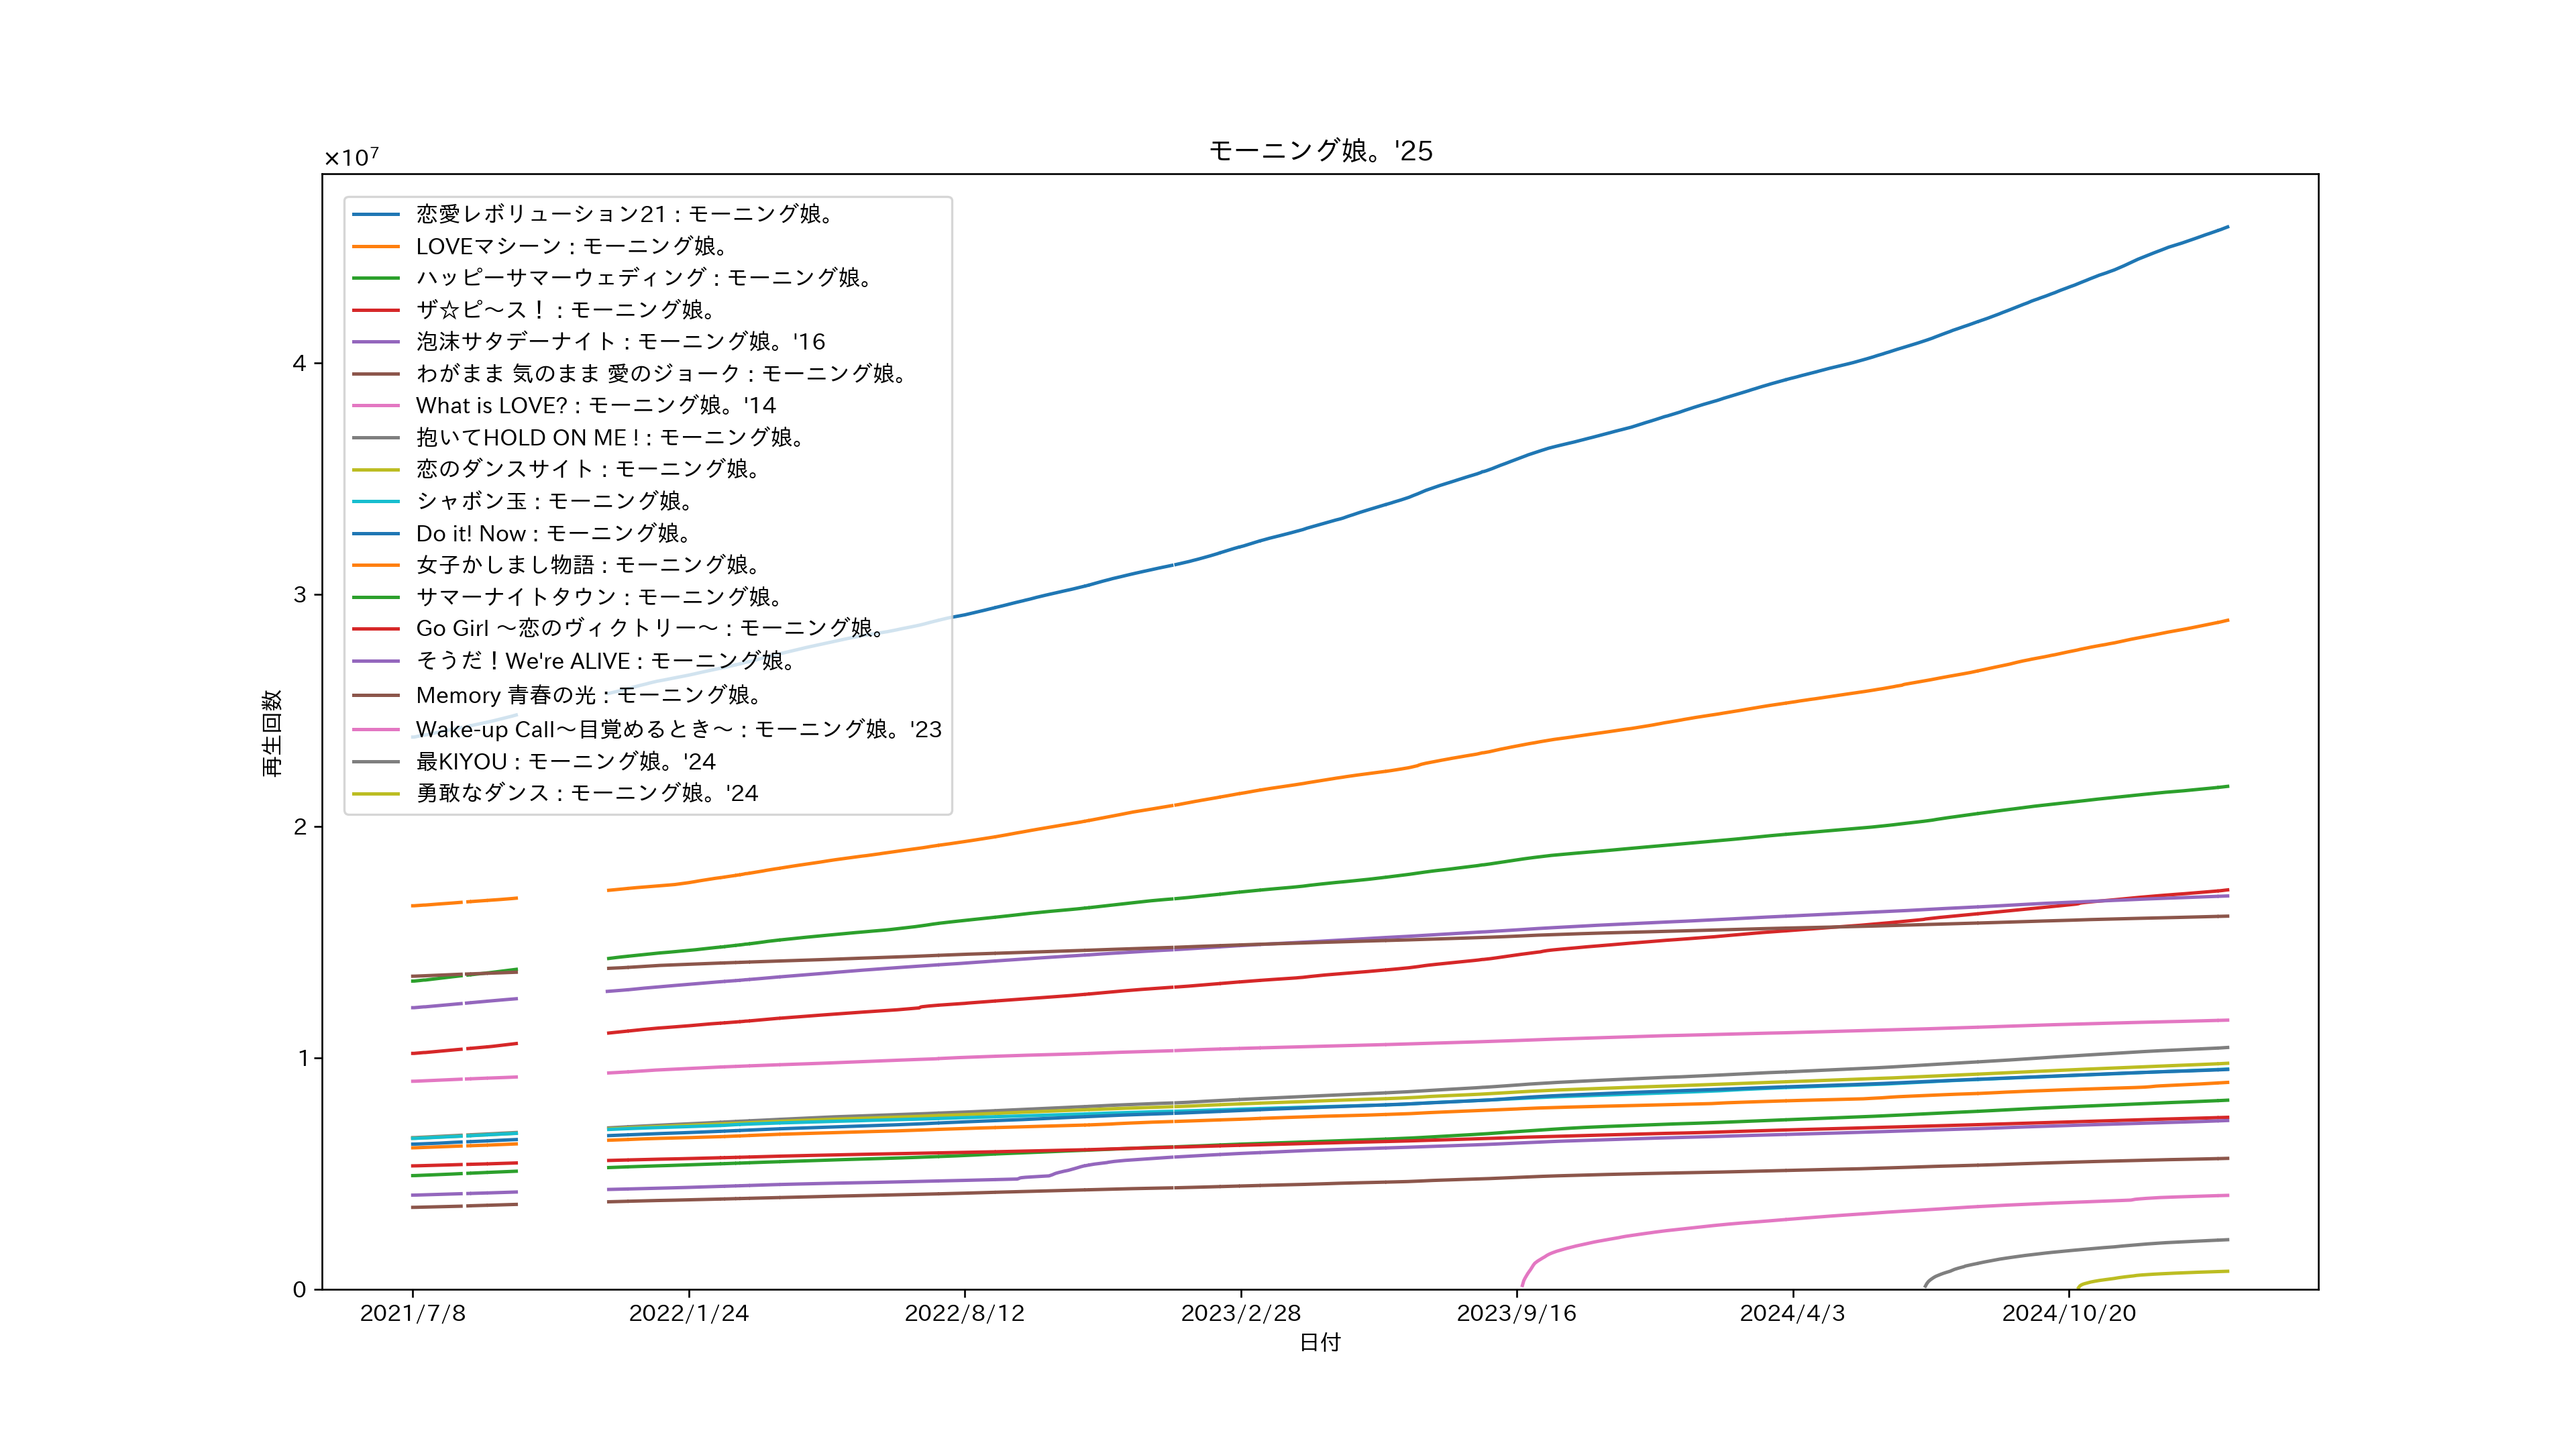 モーニング娘。'25
×10⁷
恋愛レボリューション21 : モーニング娘。
LOVEマシーン : モーニング娘。
ハッピーサマーウェディング : モーニング娘。
ザ☆ピ～ス！ : モーニング娘。
泡沫サタデーナイト : モーニング娘。'16
わがまま 気のまま 愛のジョーク : モーニング娘。
What is LOVE? : モーニング娘。'14
抱いてHOLD ON ME ! : モーニング娘。
恋のダンスサイト : モーニング娘。
シャボン玉 : モーニング娘。
Do it! Now : モーニング娘。
女子かしまし物語 : モーニング娘。
サマーナイトタウン : モーニング娘。
Go Girl ～恋のヴィクトリー～ : モーニング娘。
そうだ！We're ALIVE : モーニング娘。
Memory 青春の光 : モーニング娘。
Wake-up Call～目覚めるとき～ : モーニング娘。'23
最KIYOU : モーニング娘。'24
勇敢なダンス : モーニング娘。'24
4
3
2
1
0
再生回数
2021/7/8
2022/1/24
2022/8/12
2023/2/28
2023/9/16
2024/4/3
2024/10/20
日付